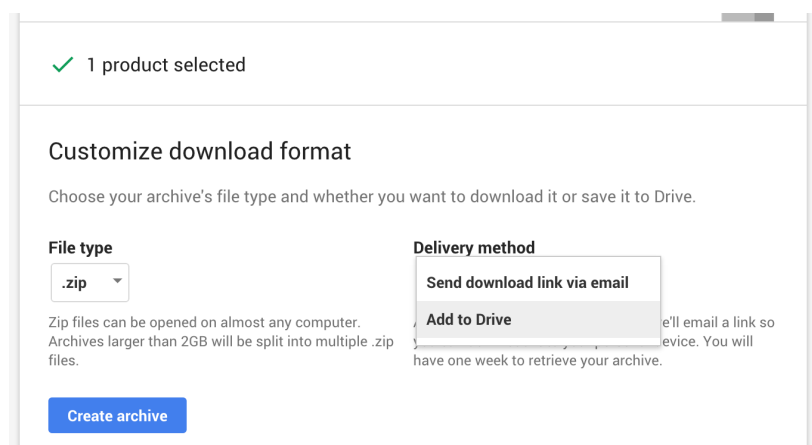 1 product selected
Customize download format
Choose your archive's file type and whether you want to download it or save it to Drive.
File type
.zip
Zip files can be opened on almost any computer.
Archives larger than 2GB will be split into multiple .zip
files.
Delivery method
Send download link via email
Add to Drive
e'll email a link so
evice. You will
have one week to retrieve your archive.
Create archive